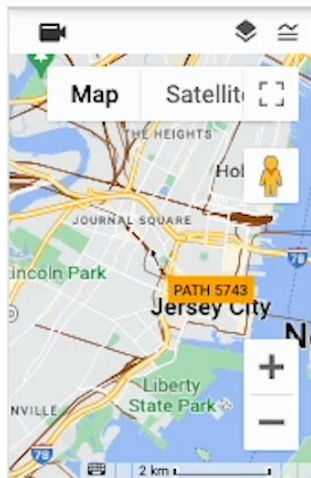 Map
Satellit
THE HEIGHTS
Hol
JOURNAL SQUARE
78
incoln Park
PATH 5743
Jersey City
N
Liberty
State Park
NVILLE
78
2 km